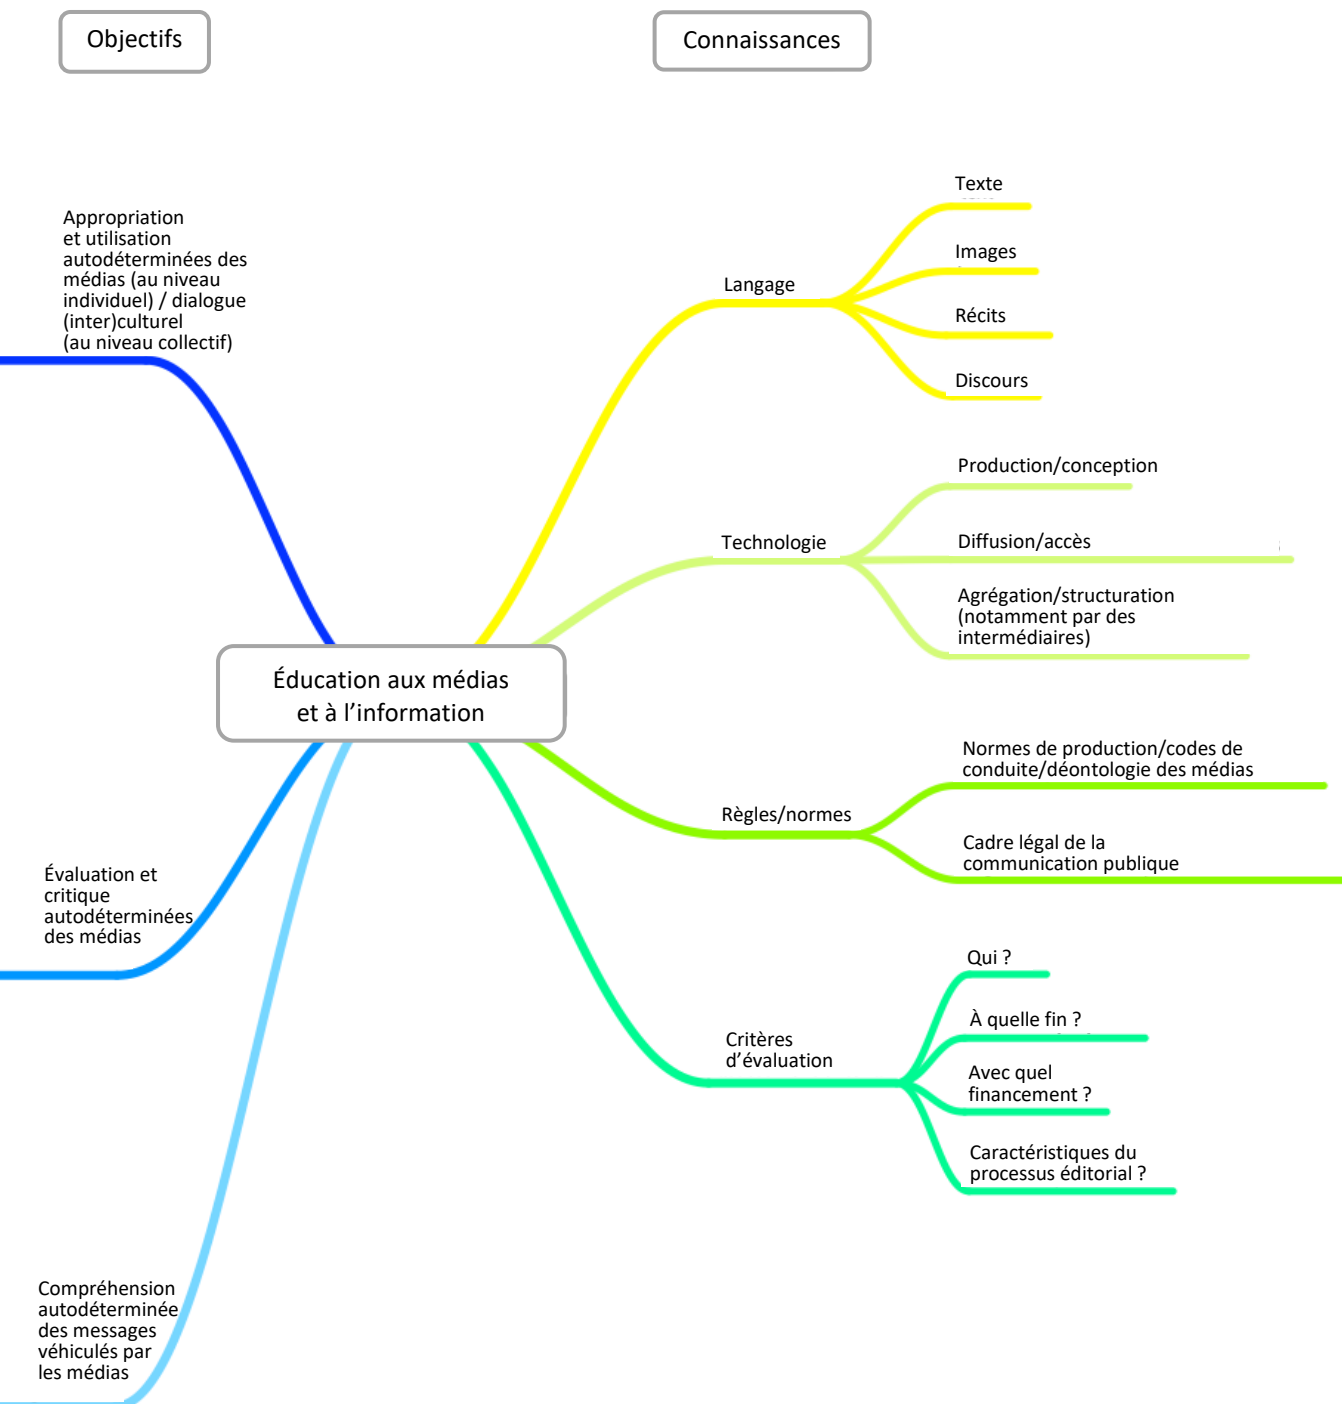 Objectifs
Connaissances
Appropriation
et utilisation
autodéterminées des
médias (au niveau
individuel) / dialogue
(inter)culturel
(au niveau collectif)
Évaluation et
critique
autodéterminées
des médias
Compréhension
autodéterminée
des messages
véhiculés par
les médias
Éducation aux médias
et à l’information
Langage
Texte
Images
Récits
Discours
Technologie
Production/conception
Diffusion/accès
Agrégation/structuration
(notamment par des
intermédiaires)
Règles/normes
Normes de production/codes de
conduite/déontologie des médias
Cadre légal de la
communication publique
Critères
d’évaluation
Qui ?
À quelle fin ?
Avec quel
financement ?
Caractéristiques du
processus éditorial ?